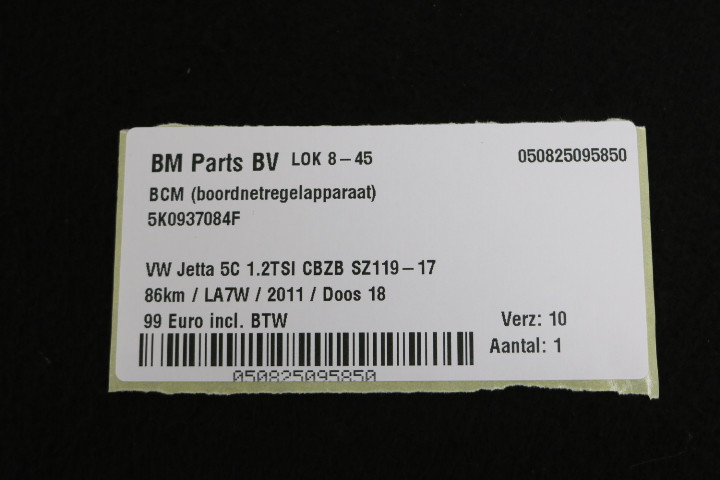 BM Parts BV LOK 8-45 050825095850
BCM (boordnetregelapparaat)
5K0937084F
VW Jetta 5C 1.2TSI CBZB SZ119-17
86km / LA7W / 2011 / Doos 18
99 Euro incl. BTW Verz: 10
Aantal: 1
050825095850